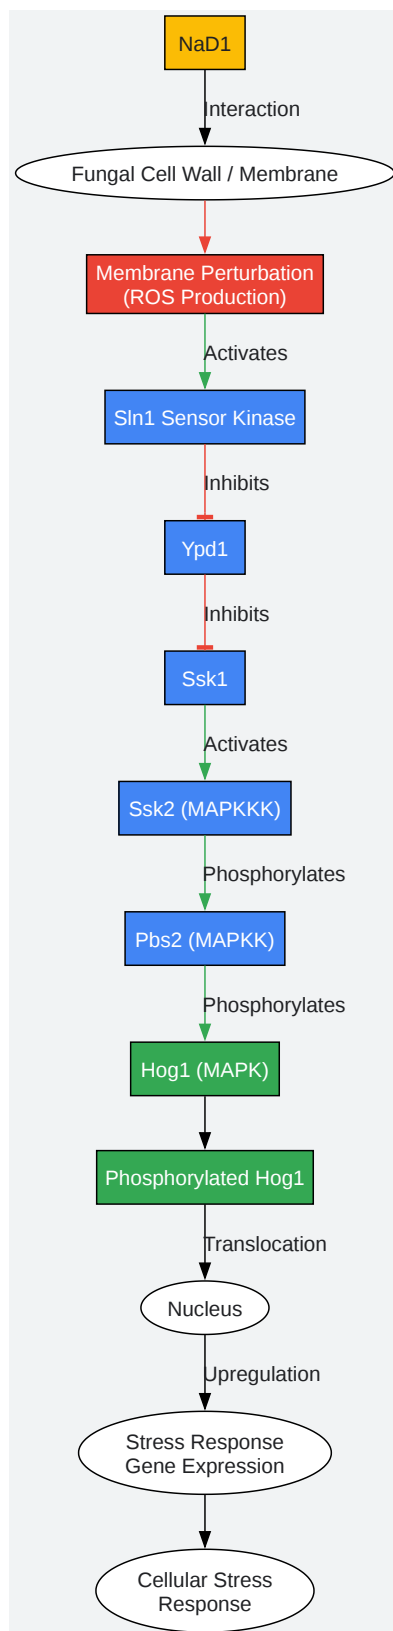 NaD1
Interaction
Fungal Cell Wall / Membrane
Membrane Perturbation
(ROS Production)
Activates
Sln1 Sensor Kinase
Inhibits
Ypd1
Inhibits
Ssk1
Activates
Ssk2 (MAPKKK)
Phosphorylates
Pbs2 (MAPKK)
Phosphorylates
Hog1 (MAPK)
Phosphorylated Hog1
Translocation
Nucleus
Upregulation
Stress Response
Gene Expression
Cellular Stress
Response